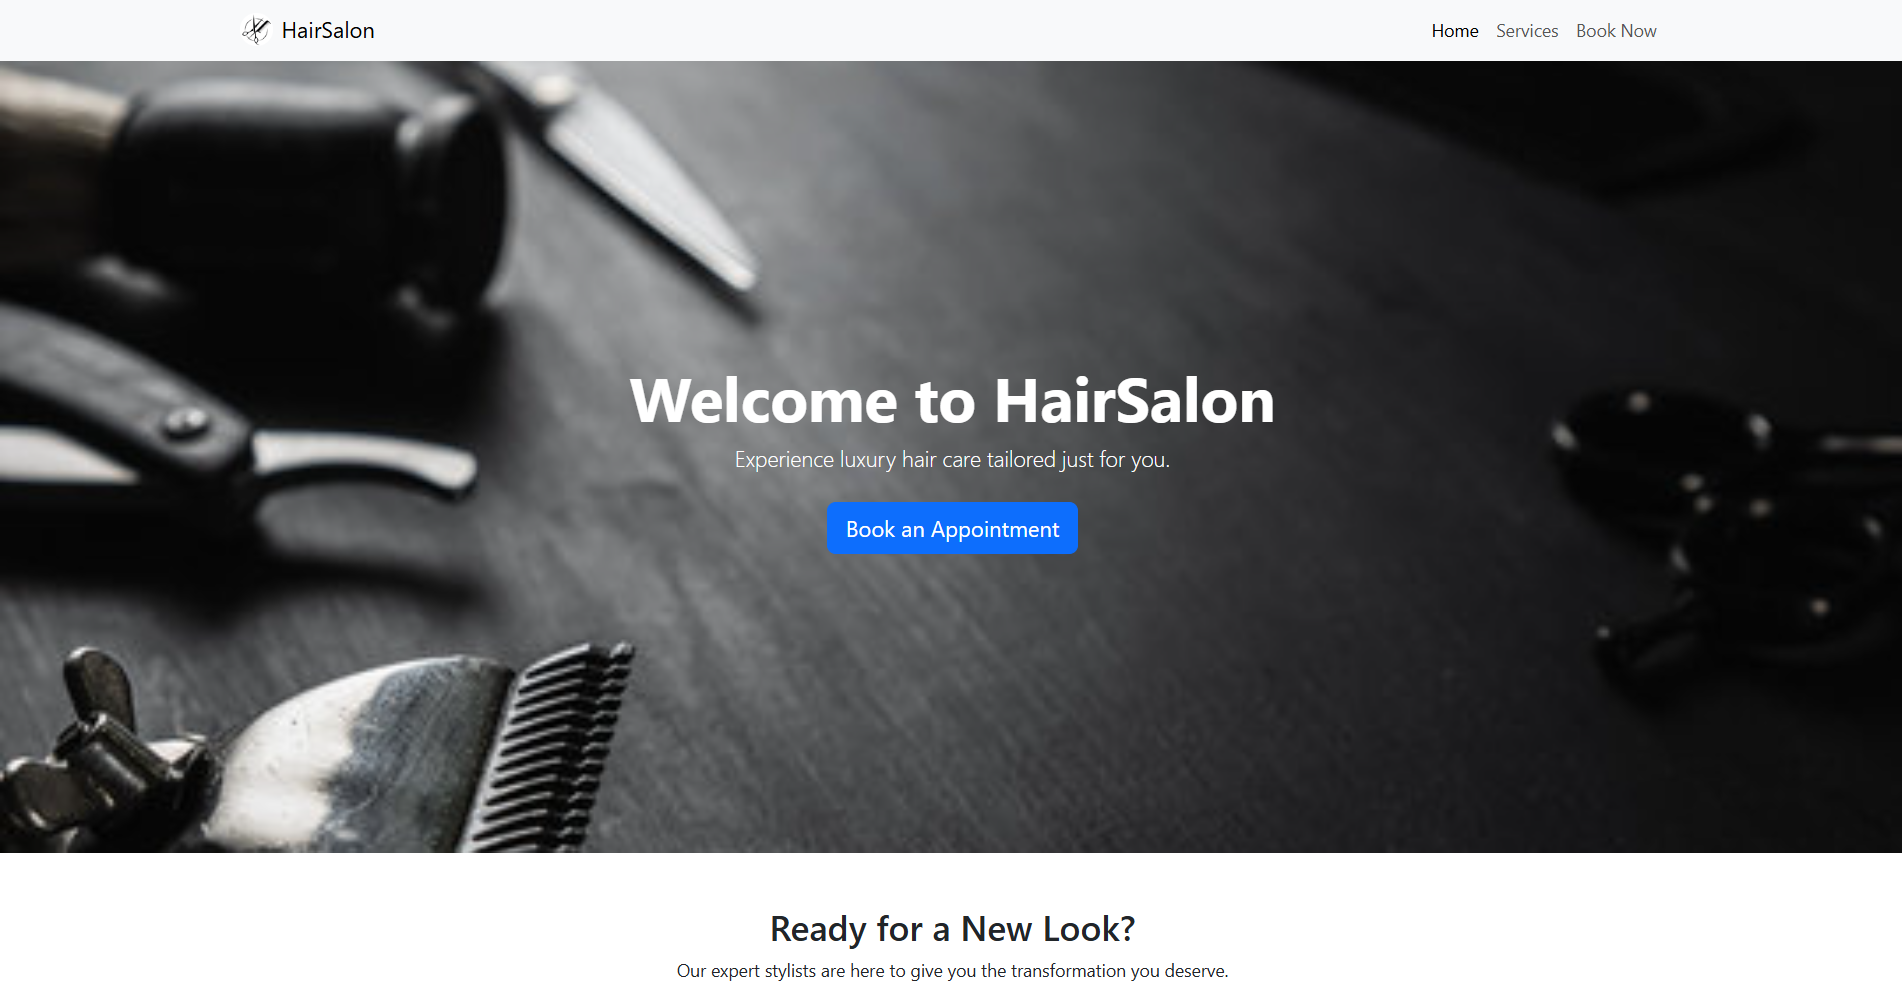 HairSalon
Home Services Book Now
Welcome to HairSalon
Experience luxury hair care tailored just for you.
Book an Appointment
Ready for a New Look?
Our expert stylists are here to give you the transformation you deserve.